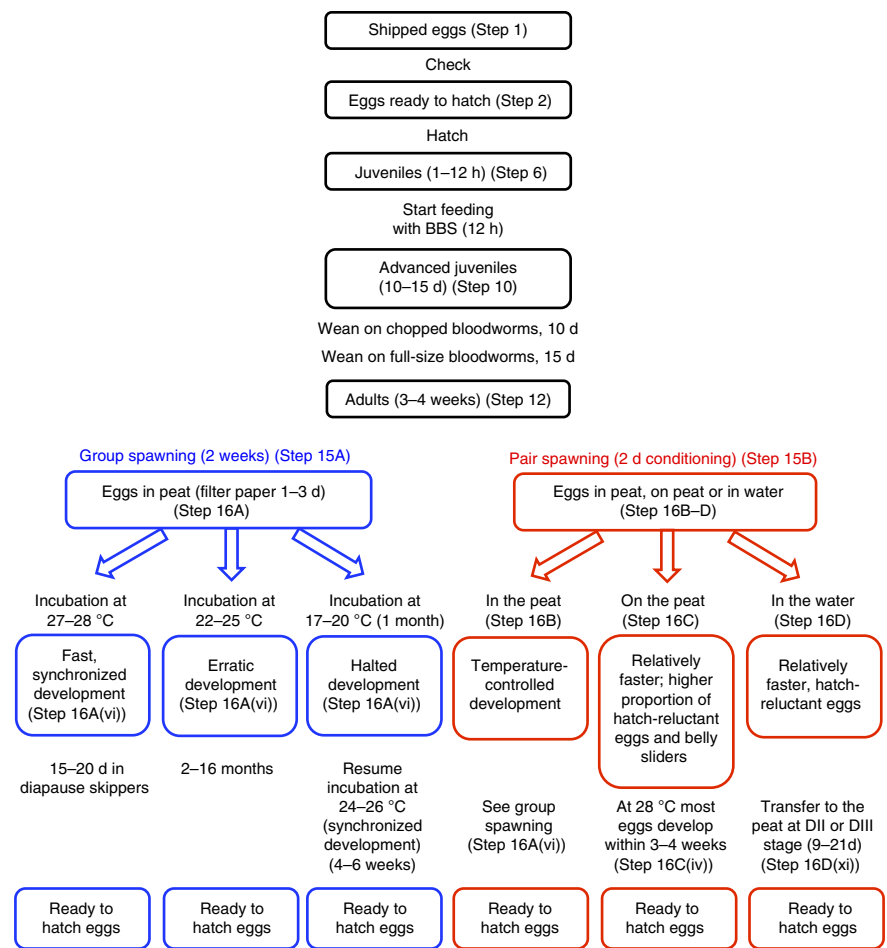 Shipped eggs (Step 1)
Check
Eggs ready to hatch (Step 2)
Hatch
Juveniles (1–12 h) (Step 6)
Start feeding
with BBS (12 h)
Advanced juveniles
(10–15 d) (Step 10)
Wean on chopped bloodworms, 10 d
Wean on full-size bloodworms, 15 d
Adults (3–4 weeks) (Step 12)
Group spawning (2 weeks) (Step 15A)
Eggs in peat (filter paper 1–3 d)
(Step 16A)
Incubation at
27–28 °C
Fast,
synchronized
development
(Step 16A(vi))
15–20 d in
diapause skippers
Ready to
hatch eggs
Incubation at
22–25 °C
Erratic
development
(Step 16A(vi))
2–16 months
Ready to
hatch eggs
Incubation at
17–20 °C (1 month)
Halted
development
(Step 16A(vi))
Resume
incubation at
24–26 °C
(synchronized
development)
(4–6 weeks)
Ready to
hatch eggs
Pair spawning (2 d conditioning) (Step 15B)
Eggs in peat, on peat or in water
(Step 16B–D)
In the peat
(Step 16B)
Temperature-
controlled
development
See group
spawning
(Step 16A(vi))
Ready to
hatch eggs
On the peat
(Step 16C)
Relatively
faster; higher
proportion of
hatch-reluctant
eggs and belly
sliders
At 28 °C most
eggs develop
within 3–4 weeks
(Step 16C(iv))
Ready to
hatch eggs
In the water
(Step 16D)
Relatively
faster, hatch-
reluctant eggs
Transfer to the
peat at DII or DIII
stage (9–21d)
(Step 16D(xi))
Ready to
hatch eggs